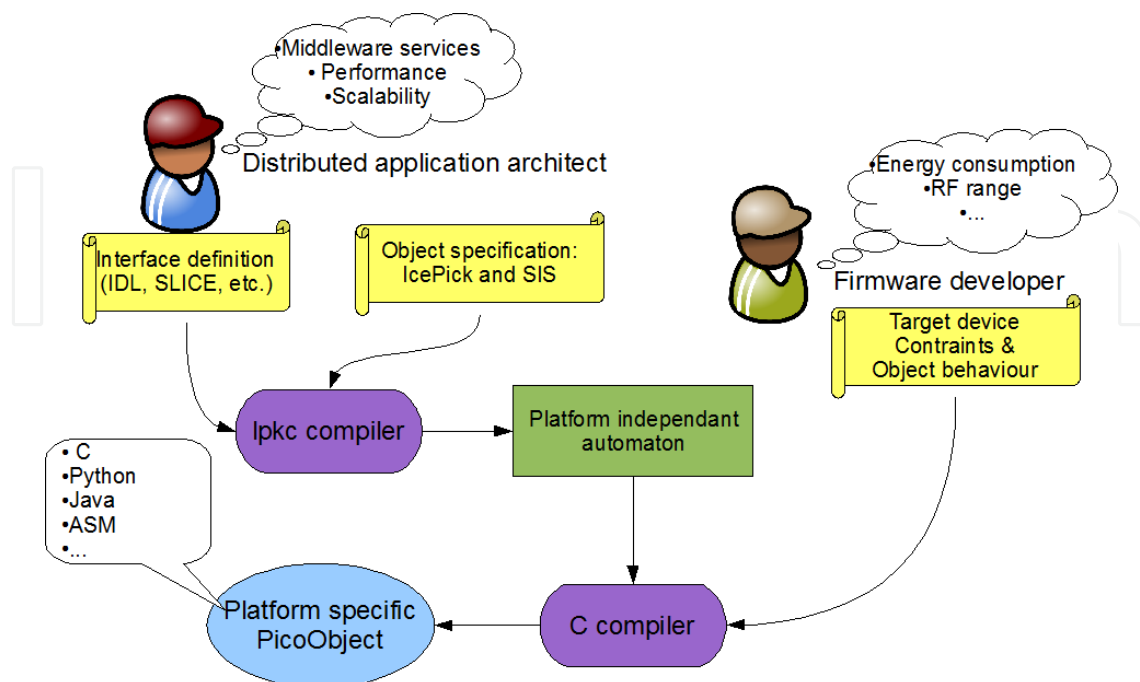 •Middleware services
• Performance
•Scalability
Distributed application architect
•Energy consumption
•RF range
•...
Firmware developer
Interface definition
(IDL, SLICE, etc.)
Object specification:
IcePick and SIS
Target device
Contraints &
Object behaviour
Ipkc compiler
Platform independant
automaton
• C
•Python
•Java
•ASM
•...
Platform specific
PicoObject
C compiler